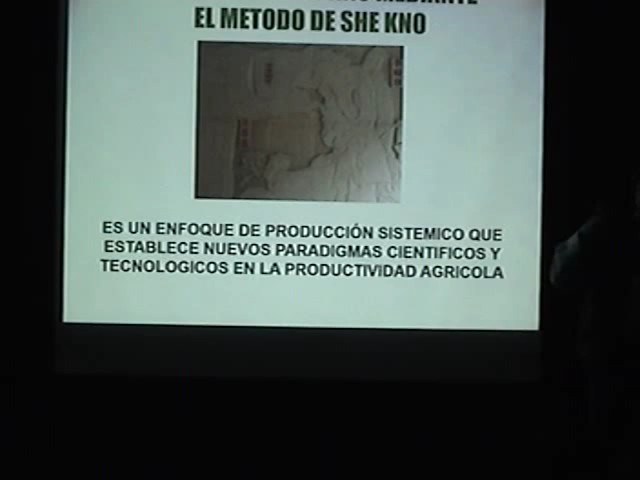 MEDIANTE
EL METODO DE SHE KNO
ES UN ENFOQUE DE PRODUCCIÓN SISTEMICO QUE
ESTABLECE NUEVOS PARADIGMAS CIENTIFICOS Y
TECNOLOGICOS EN LA PRODUCTIVIDAD AGRICOLA